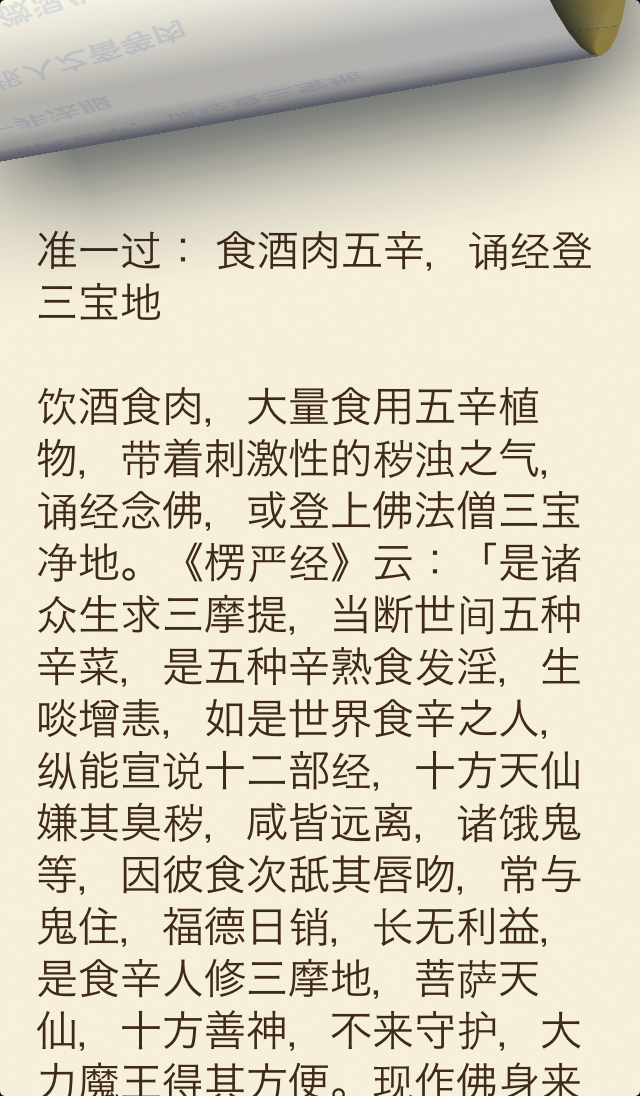 准一过：食酒肉五辛，诵经登
三宝地
饮酒食肉，大量食用五辛植
物，带着刺激性的秽浊之气，
诵经念佛，或登上佛法僧三宝
净地。《楞严经》云：「是诸
众生求三摩提，当断世间五种
辛菜，是五种辛熟食发淫，生
啖增恚，如是世界食辛之人，
纵能宣说十二部经，十方天仙
嫌其臭秽，咸皆远离，诸饿鬼
等，因彼食次舐其唇吻，常与
鬼住，福德日销，长无利益，
是食辛人修三摩地，菩萨天
仙，十方善神，不来守护，大
力魔王得其方便。现作佛身来